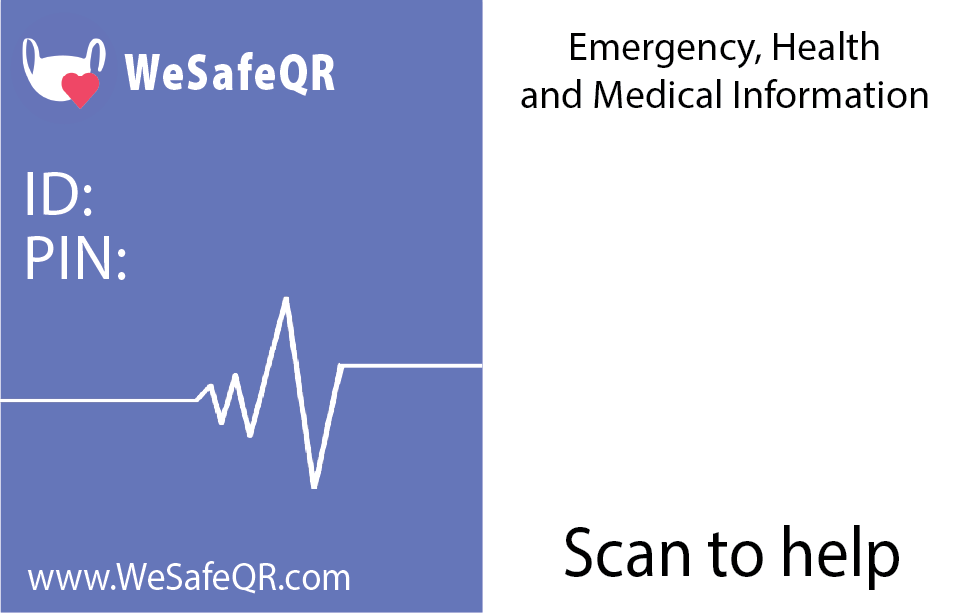 WeSafeQR
ID:
PIN:
www.WeSafeQR.com
Emergency, Health
and Medical Information
Scan to help